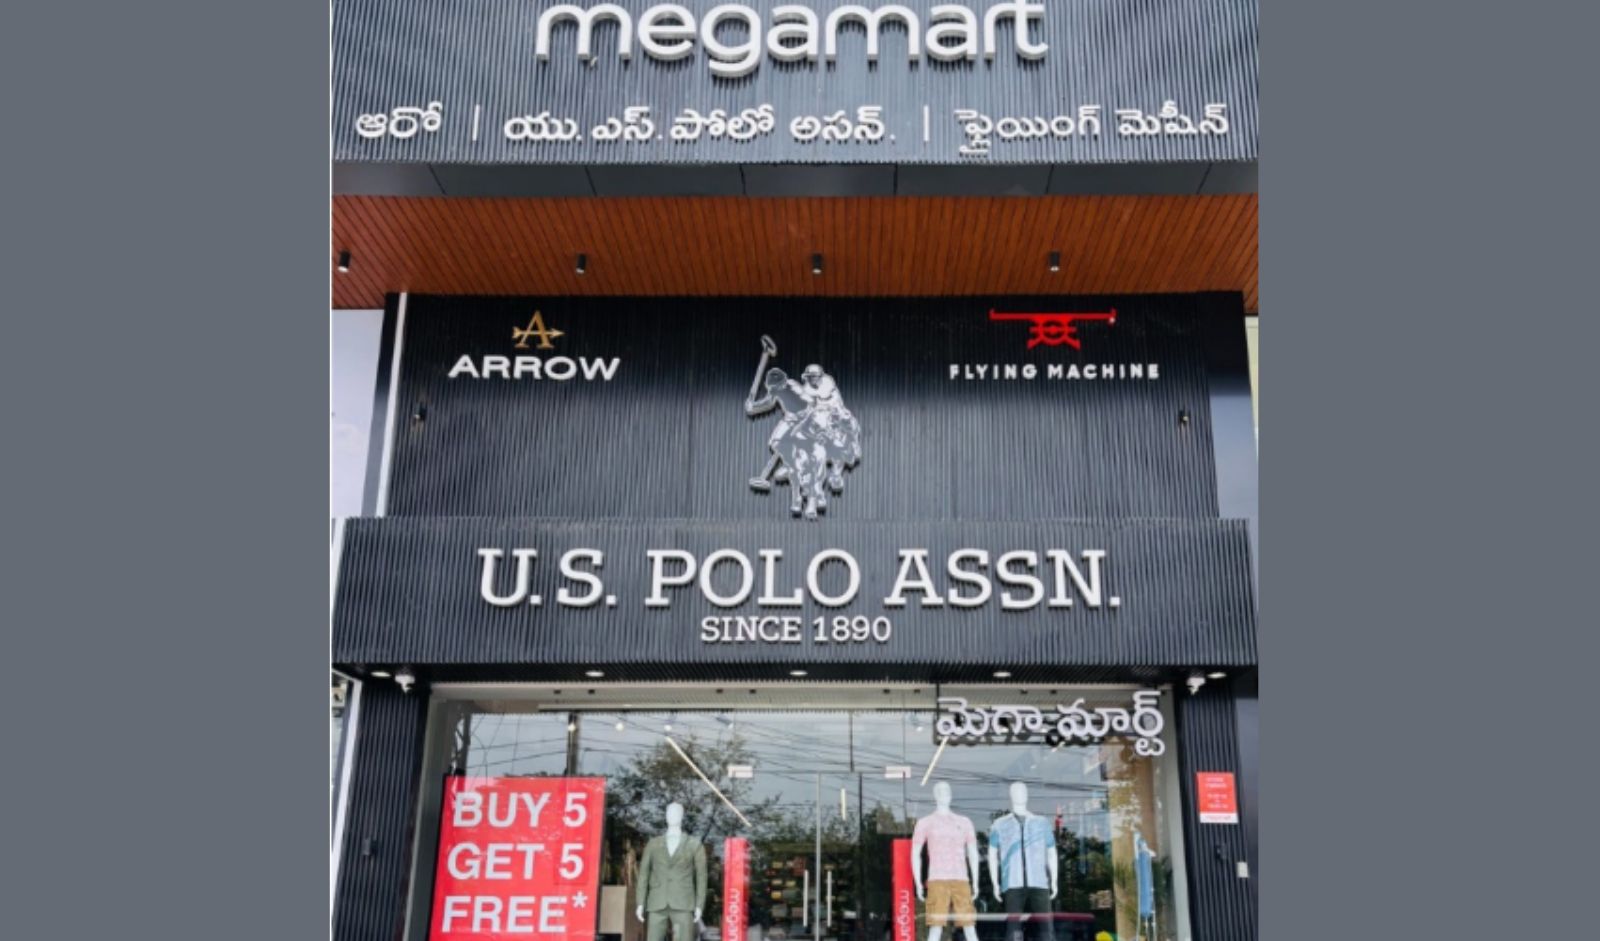 megamart
ఆరో | యు.ఎస్.పోలో అసన్. | ఫ్లైయింగ్ మెషీన్
A
ARROW
FLYING MACHINE
U.S. POLO ASSN.
SINCE 1890
మెగా మార్ట్
BUY 5
GET 5
FREE*